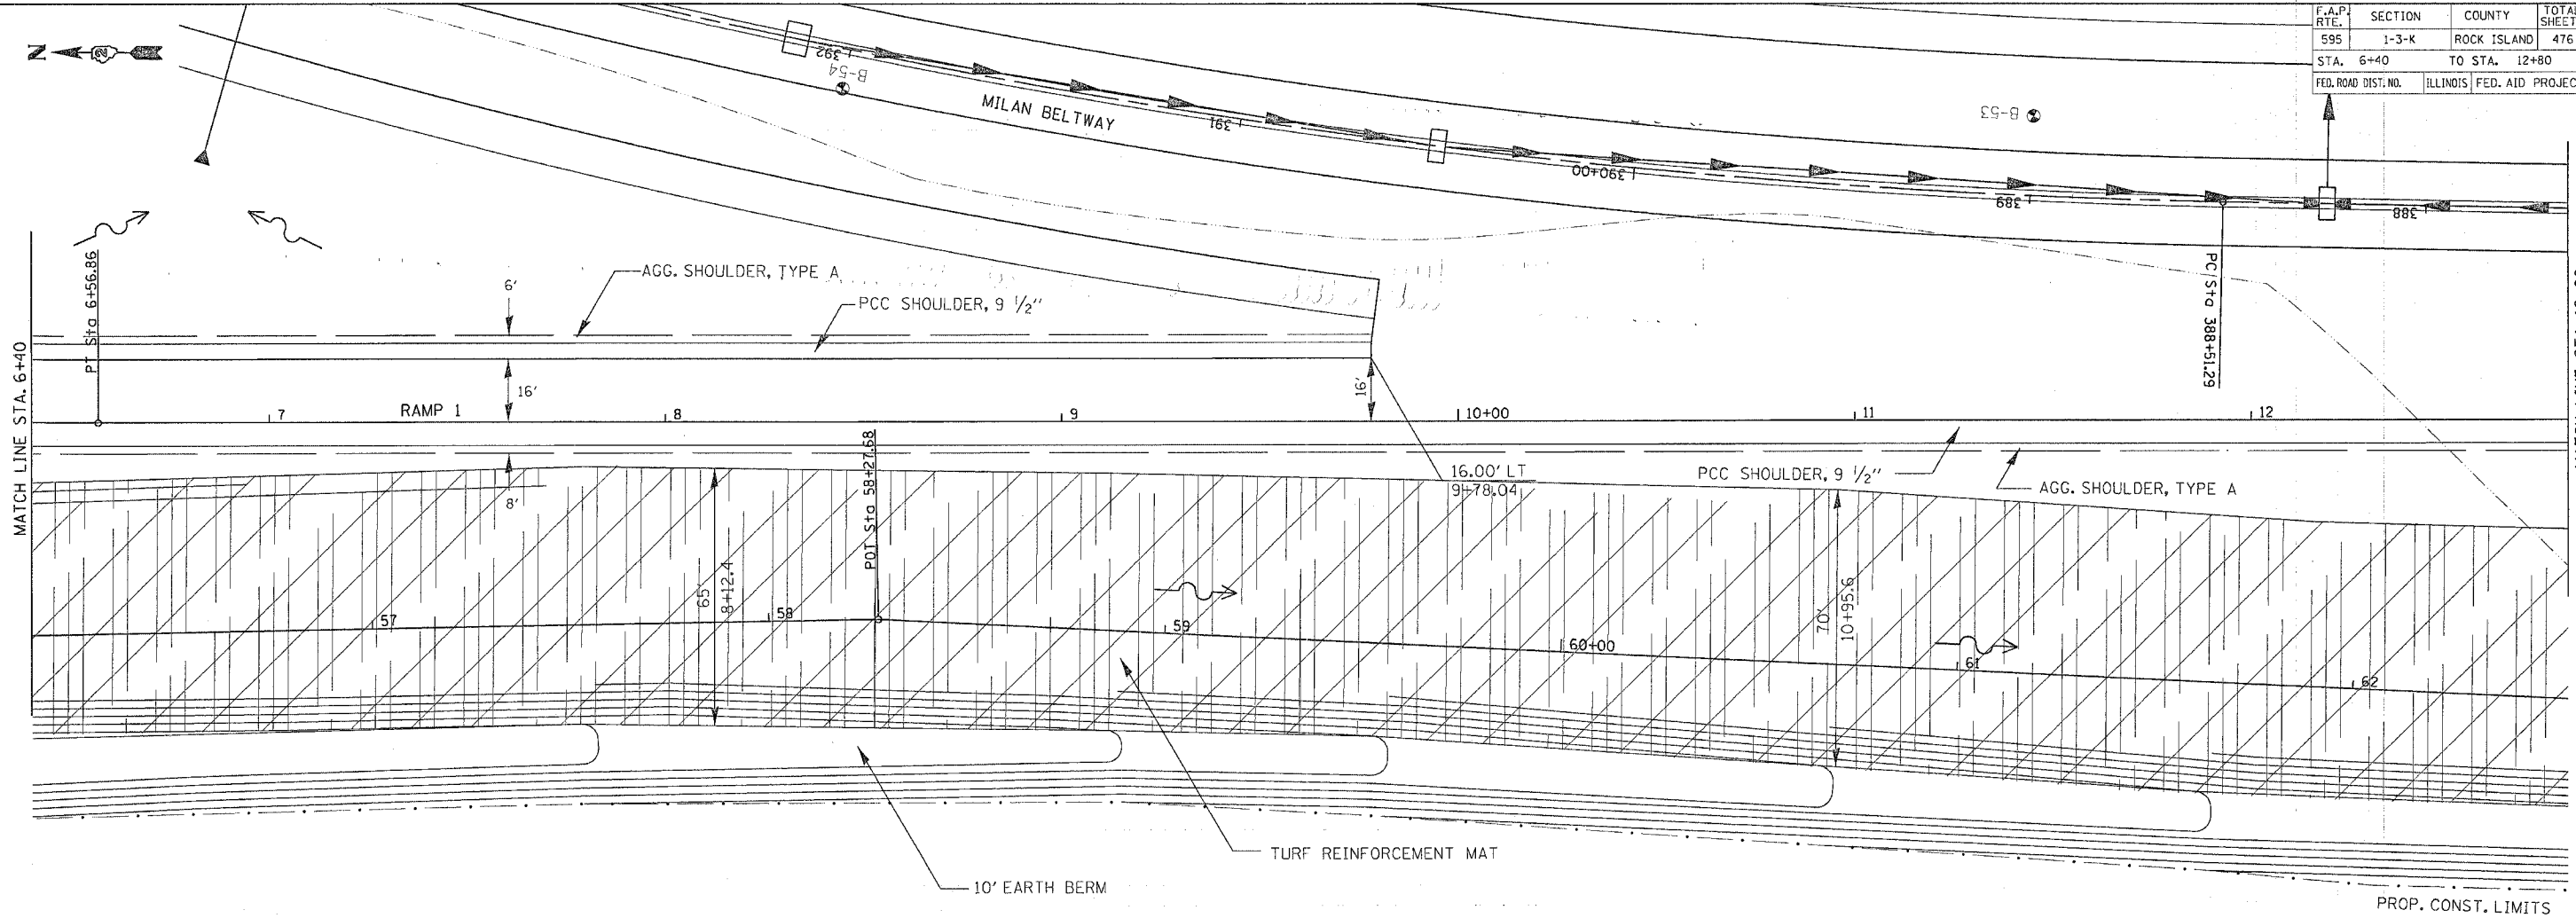 F.A.P. RTE. SECTION COUNTY TOTAL SHEET
595 1-3-K ROCK ISLAND 476
STA. 6+40 TO STA. 12+80
FED. ROAD DIST. NO. ILLINOIS FED. AID PROJEC
N
392
B-54
MILAN BELTWAY
391
B-53
390+00
389
388
PT Sta 6+56.86
AGG. SHOULDER, TYPE A
6'
PCC SHOULDER, 9 1/2"
PC Sta 388+51.29
MATCH LINE STA. 6+40
16'
16'
7
RAMP 1
8
9
10+00
11
12
POT Sta 58+27.68
16.00' LT
9+78.04
PCC SHOULDER, 9 1/2"
AGG. SHOULDER, TYPE A
8'
65'
8+12.4
70'
10+95.6
57
58
59
60+00
61
62
TURF REINFORCEMENT MAT
10' EARTH BERM
PROP. CONST. LIMITS